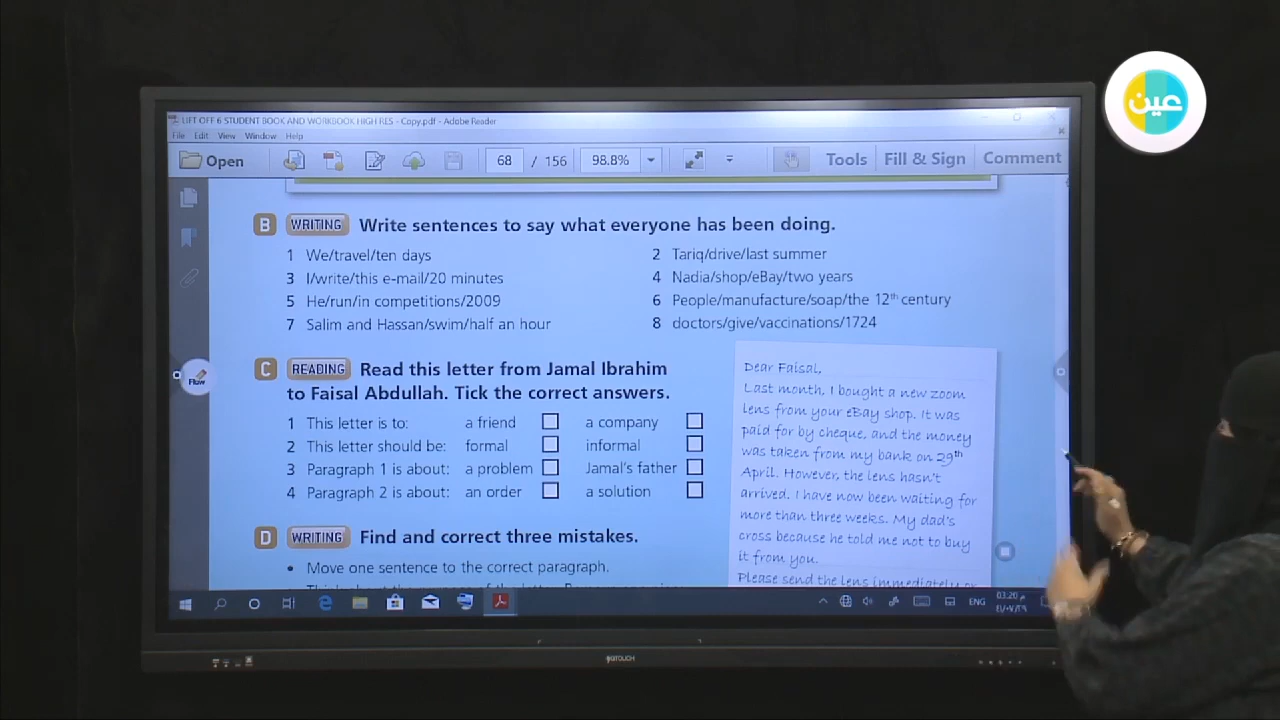 عين
LIFT OFF 6 STUDENT BOOK AND WORKBOOK HIGH RES - Copy.pdf - Adobe Reader
File Edit View Window Help
Open 68 / 156 98.8% Tools Fill & Sign Comment
B WRITING Write sentences to say what everyone has been doing.
1 We/travel/ten days
2 Tariq/drive/last summer
3 I/write/this e-mail/20 minutes
4 Nadia/shop/eBay/two years
5 He/run/in competitions/2009
6 People/manufacture/soap/the 12th century
7 Salim and Hassan/swim/half an hour
8 doctors/give/vaccinations/1724
C READING Read this letter from Jamal Ibrahim
to Faisal Abdullah. Tick the correct answers.
1 This letter is to: a friend a company
2 This letter should be: formal informal
3 Paragraph 1 is about: a problem Jamal's father
4 Paragraph 2 is about: an order a solution
Dear Faisal,
Last month, I bought a new zoom
lens from your eBay shop. It was
paid for by cheque, and the money
was taken from my bank on 29th
April. However, the lens hasn't
arrived. I have now been waiting for
more than three weeks. My dad's
cross because he told me not to buy
it from you.
Please send the lens immediately or
D WRITING Find and correct three mistakes.
• Move one sentence to the correct paragraph.
Flow
ENG
03:20 م